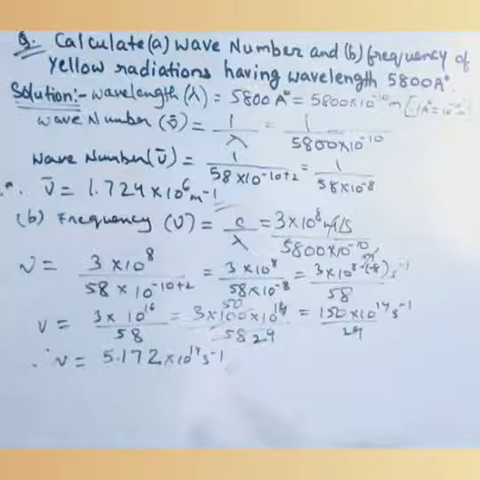 Q. Calculate (a) Wave Number and (b) frequency of
Yellow radiations having wavelength 5800A°.
Solution:- Wavelength (λ) = 5800A° = 5800×10⁻¹⁰m [1A°=10⁻¹⁰
Wave Number (ν̄) = 1/λ = 1/5800×10⁻¹⁰
Wave Number (ν̄) = 1/58×10⁻¹⁰⁺² = 1/58×10⁻⁸
∴ ν̄ = 1.724×10⁶m⁻¹
(b) Frequency (ν) = c/λ = 3×10⁸m/s/5800×10⁻¹⁰m
ν = 3×10⁸/58×10⁻¹⁰⁺² = 3×10⁸/58×10⁻⁸ = 3×10⁸⁻⁽⁻⁸⁾s⁻¹/58
ν = 3×10¹⁶/58 = 3×100×10¹⁴/58 50 29 = 150×10¹⁴s⁻¹/29
∴ ν = 5.172×10¹⁴s⁻¹